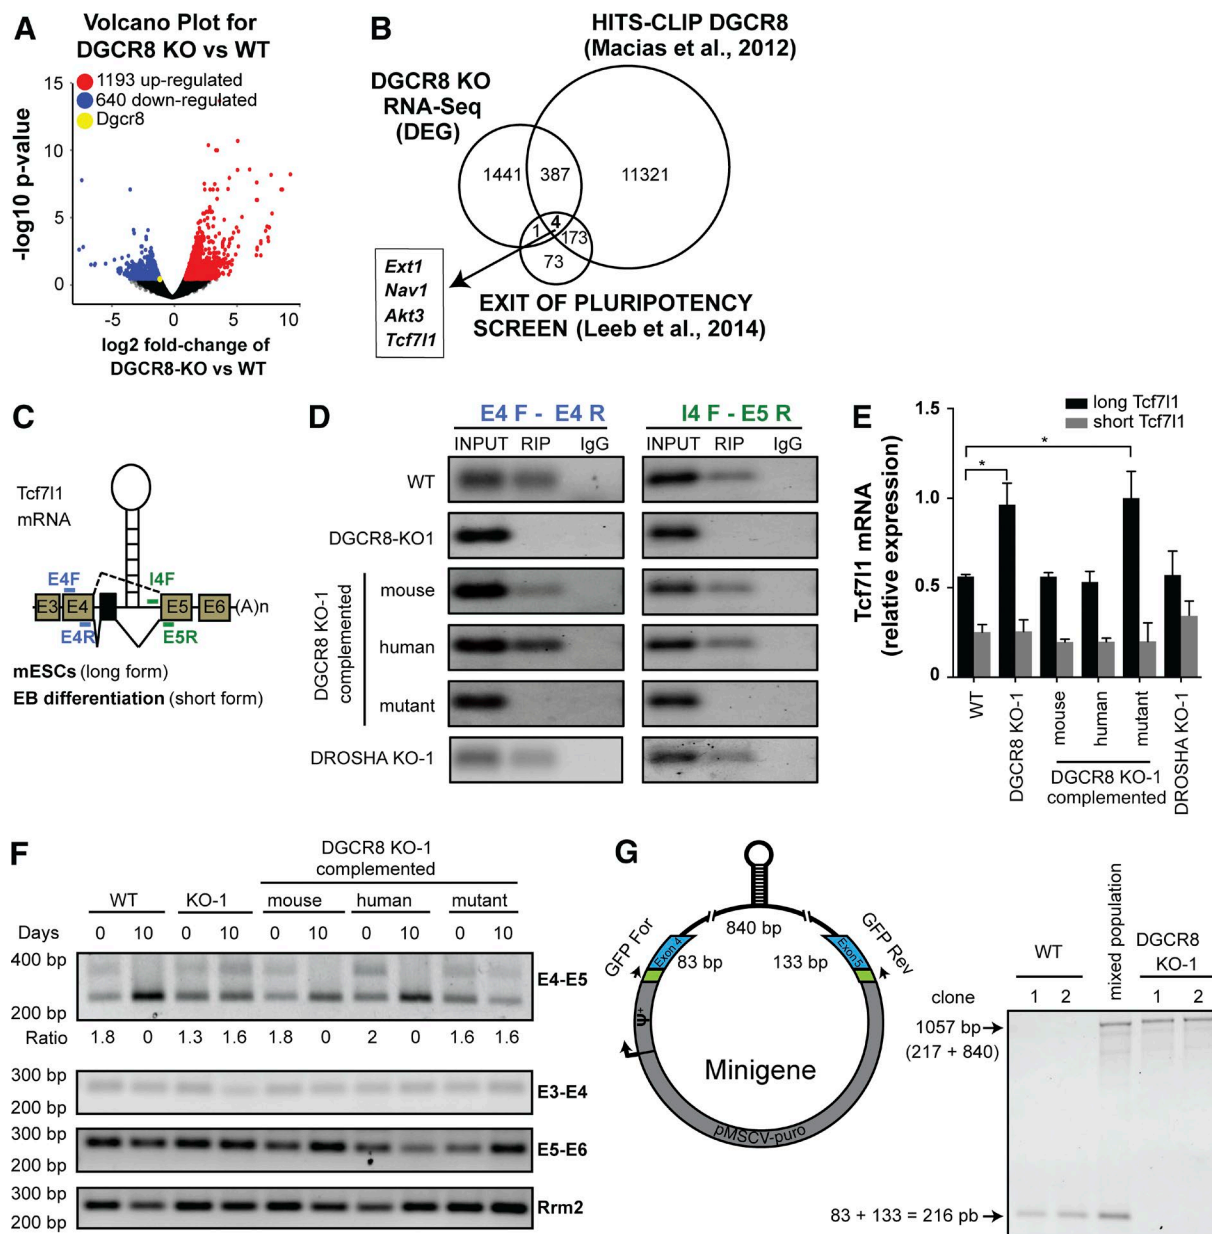 A
Volcano Plot for
DGCR8 KO vs WT
1193 up-regulated
640 down-regulated
Dgcr8
-log10 p-value
15
10
5
0
-5
0
5
10
log2 fold-change of
DGCR8-KO vs WT
B
HITS-CLIP DGCR8
(Macias et al., 2012)
DGCR8 KO
RNA-Seq
(DEG)
1441
387
11321
4
1
173
73
Ext1
Nav1
Akt3
Tcf7l1
EXIT OF PLURIPOTENCY
SCREEN (Leeb et al., 2014)
C
Tcf7l1
mRNA
E4F
I4F
E3
E4
E5
E6
(A)n
E4R
E5R
mESCs (long form)
EB differentiation (short form)
D
E4 F - E4 R
I4 F - E5 R
INPUT RIP IgG
INPUT RIP IgG
WT
DGCR8-KO1
DGCR8 KO-1
complemented
mouse
human
mutant
DROSHA KO-1
E
long Tcf7l1
short Tcf7l1
Tcf7l1 mRNA
(relative expression)
1.5
1.0
0.5
0
*
*
WT
DGCR8 KO-1
mouse
human
mutant
DROSHA KO-1
DGCR8 KO-1
complemented
F
DGCR8 KO-1
complemented
WT KO-1 mouse human mutant
Days 0 10 0 10 0 10 0 10 0 10
400 bp
200 bp
E4-E5
Ratio 1.8 0 1.3 1.6 1.8 0 2 0 1.6 1.6
300 bp
200 bp
E3-E4
300 bp
200 bp
E5-E6
300 bp
200 bp
Rrm2
G
GFP For
GFP Rev
840 bp
Exon 4
Exon 5
83 bp
133 bp
Ψ+
Minigene
pMSCV-puro
WT
mixed population
DGCR8
KO-1
clone 1 2 1 2
1057 bp
(217 + 840)
83 + 133 = 216 pb